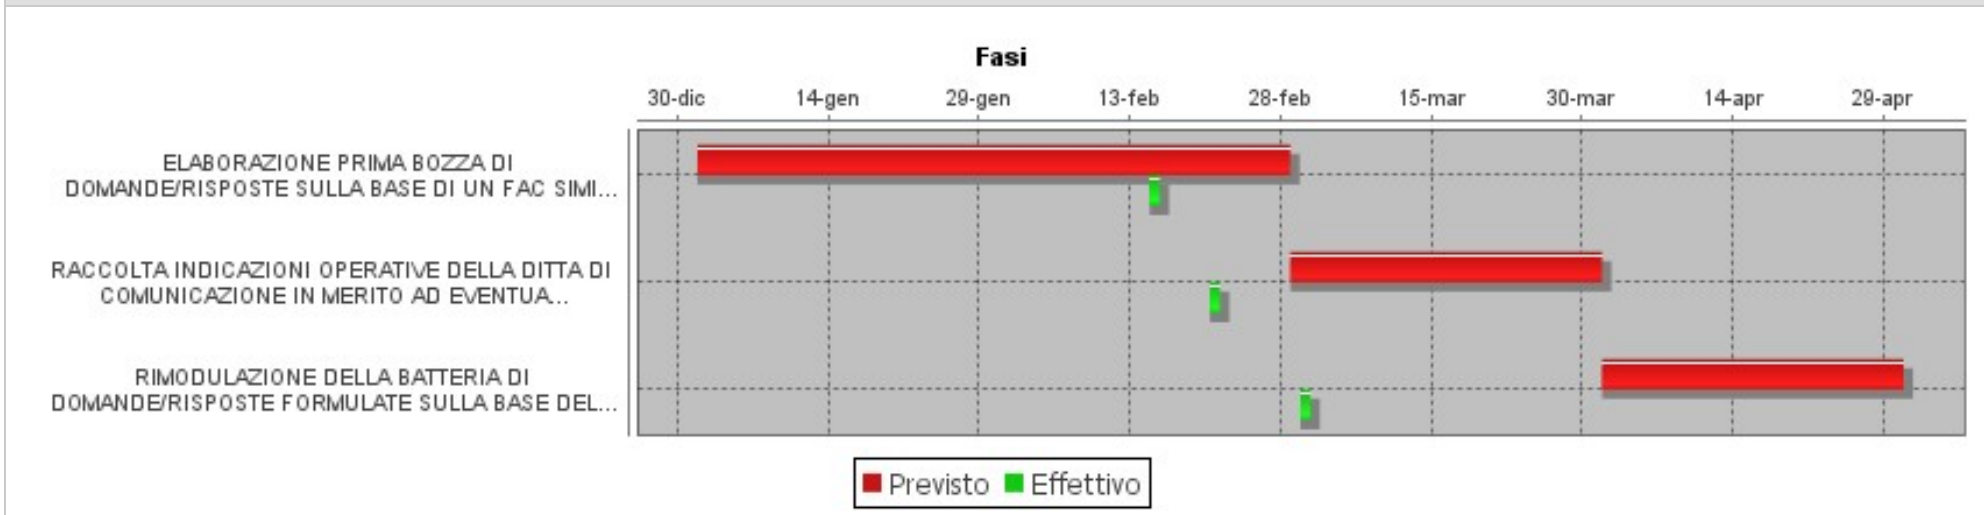 Fasi
30-dic 14-gen 29-gen 13-feb 28-feb 15-mar 30-mar 14-apr 29-apr
ELABORAZIONE PRIMA BOZZA DI
DOMANDE/RISPOSTE SULLA BASE DI UN FAC SIMI...
RACCOLTA INDICAZIONI OPERATIVE DELLA DITTA DI
COMUNICAZIONE IN MERITO AD EVENTUA...
RIMODULAZIONE DELLA BATTERIA DI
DOMANDE/RISPOSTE FORMULATE SULLA BASE DEL...
Previsto Effettivo